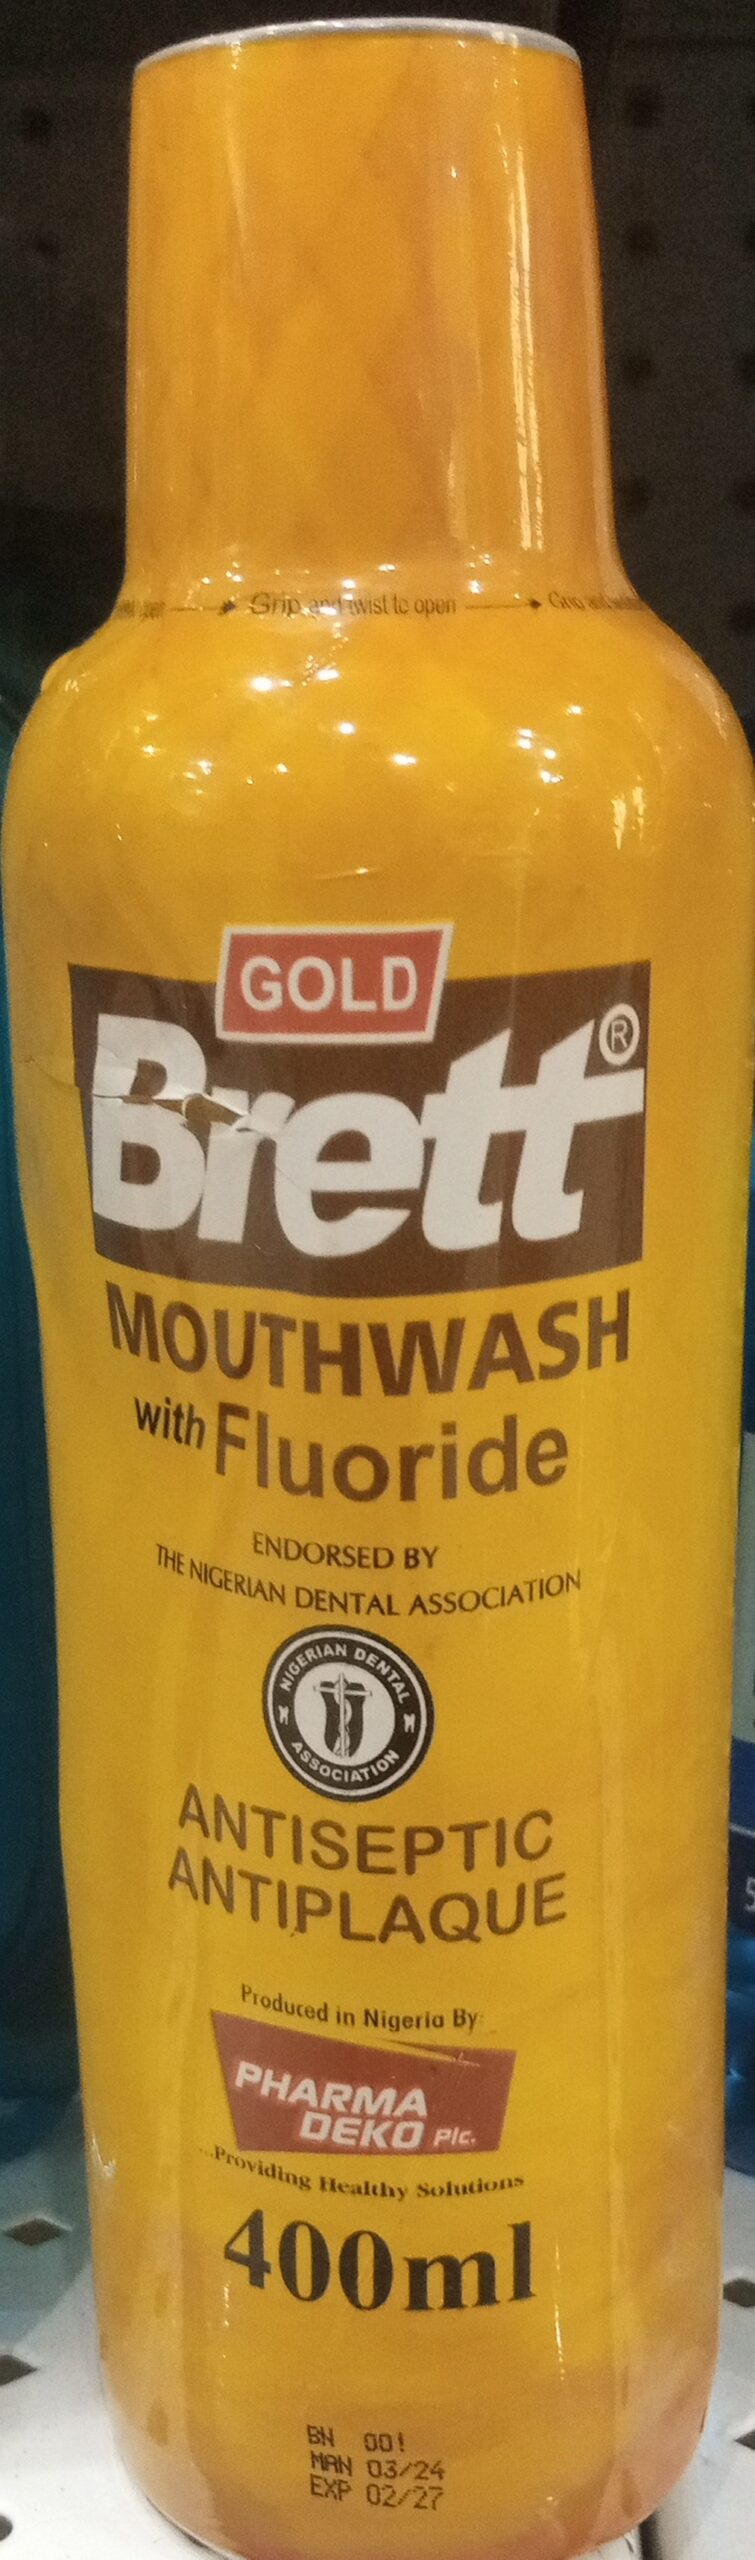 Grip and twist to open
GOLD
Brett®
MOUTHWASH
with Fluoride
ENDORSED BY
THE NIGERIAN DENTAL ASSOCIATION
NIGERIAN DENTAL
ASSOCIATION
ANTISEPTIC
ANTIPLAQUE
Produced in Nigeria By:
PHARMA
DEKO Plc.
...Providing Healthy Solutions
400ml
BN 001
MAN 03/24
EXP 02/27